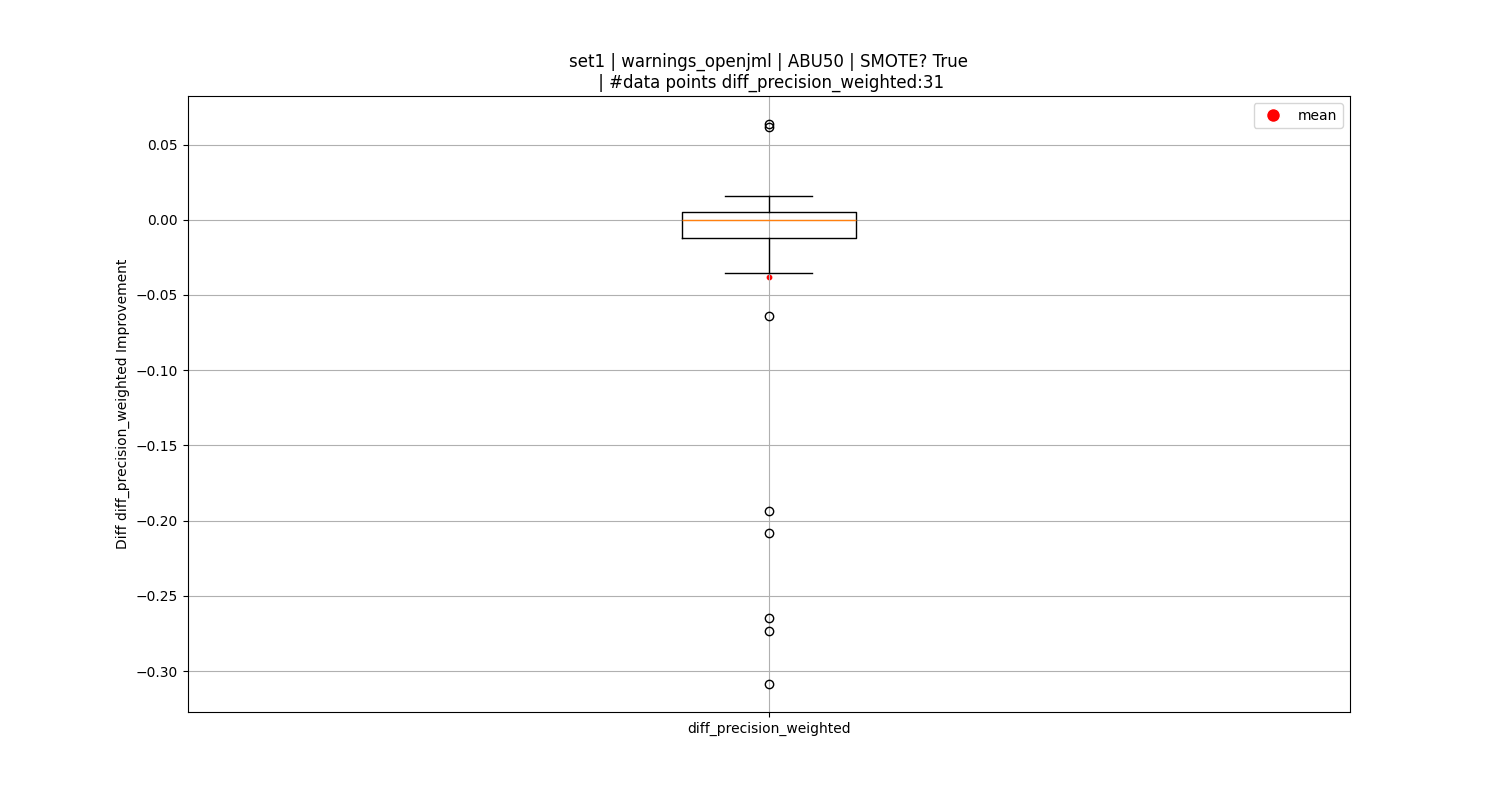 set1 | warnings_openjml | ABU50 | SMOTE? True
| #data points diff_precision_weighted:31
mean
0.05
0.00
−0.05
−0.10
−0.15
−0.20
−0.25
−0.30
Diff diff_precision_weighted Improvement
diff_precision_weighted